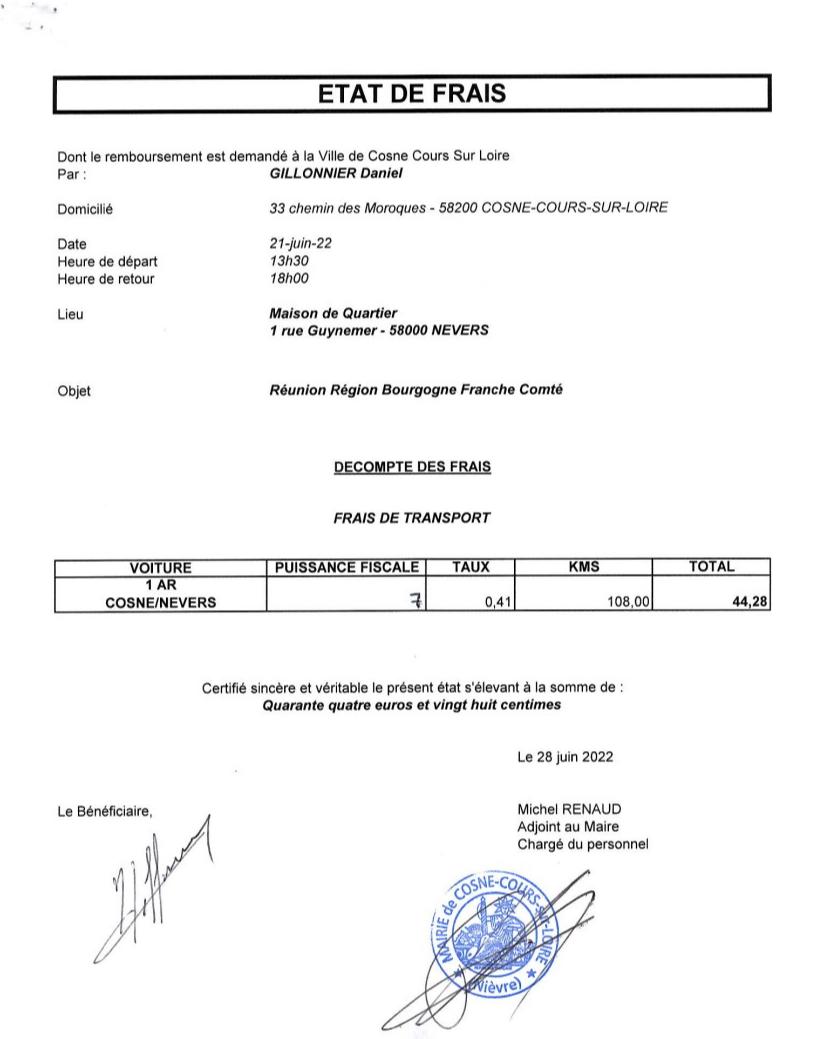 ETAT DE FRAIS
Dont le remboursement est demandé à la Ville de Cosne Cours Sur Loire
Par : GILLONNIER Daniel
Domicilié 33 chemin des Moroques - 58200 COSNE-COURS-SUR-LOIRE
Date 21-juin-22
Heure de départ 13h30
Heure de retour 18h00
Lieu Maison de Quartier
1 rue Guynemer - 58000 NEVERS
Objet Réunion Région Bourgogne Franche Comté
DECOMPTE DES FRAIS
FRAIS DE TRANSPORT
VOITURE PUISSANCE FISCALE TAUX KMS TOTAL
1 AR
COSNE/NEVERS 7 0,41 108,00 44,28
Certifié sincère et véritable le présent état s'élevant à la somme de :
Quarante quatre euros et vingt huit centimes
Le 28 juin 2022
Le Bénéficiaire, Michel RENAUD
Adjoint au Maire
Chargé du personnel
MAIRIE de COSNE-COURS-sur-LOIRE
(Nièvre)